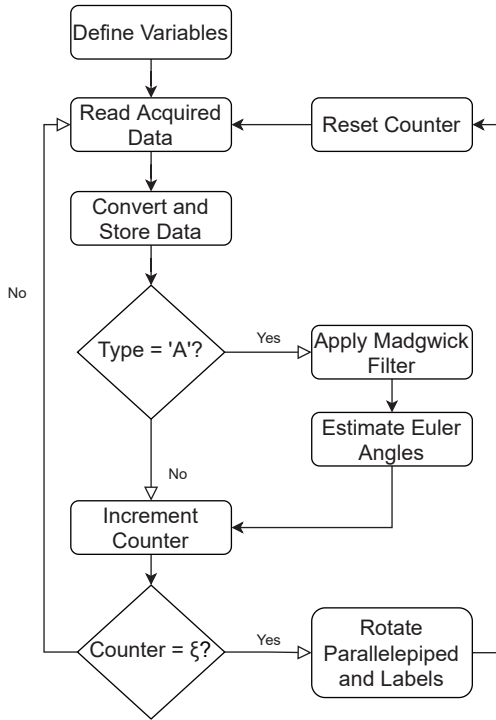 Define Variables
Read Acquired
Data
Reset Counter
Convert and
Store Data
No
Type = 'A'?
Yes
Apply Madgwick
Filter
Estimate Euler
Angles
No
Increment
Counter
Counter = ξ?
Yes
Rotate
Parallelepiped
and Labels